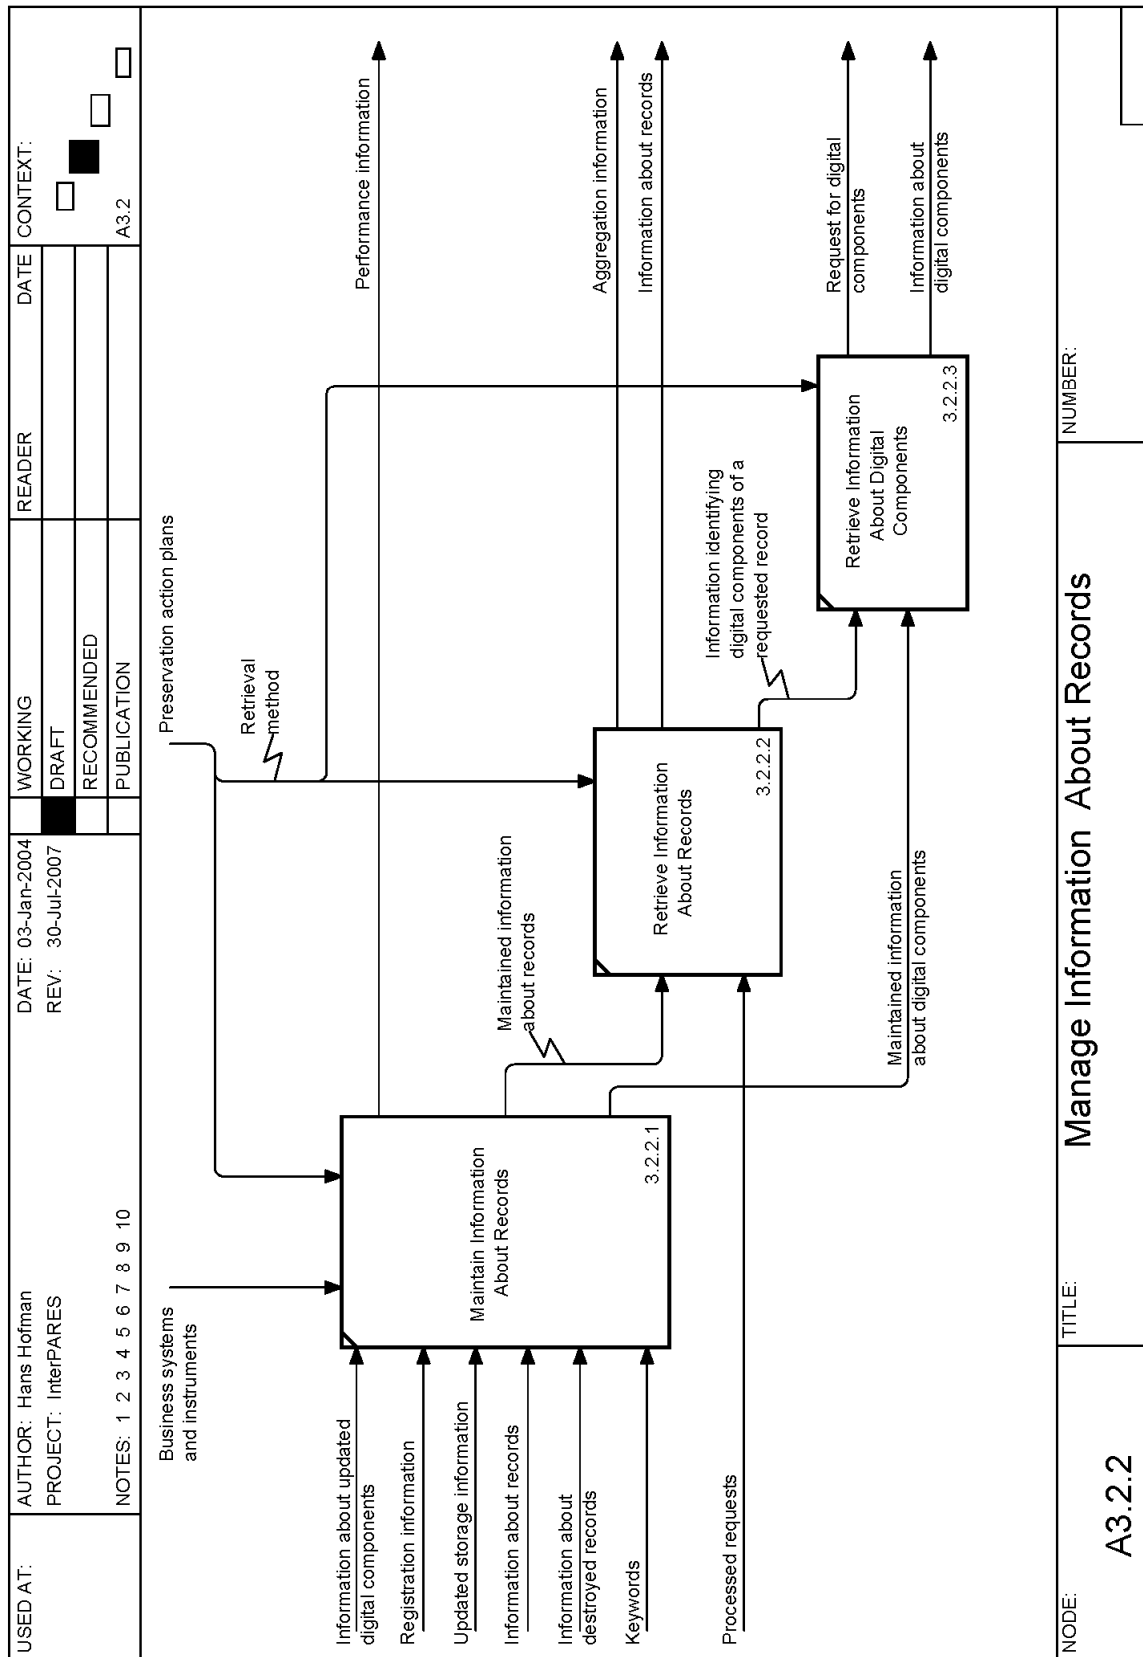 USED AT:
AUTHOR: Hans Hofman
PROJECT: InterPARES
NOTES: 1 2 3 4 5 6 7 8 9 10
DATE: 03-Jan-2004
REV: 30-Jul-2007
WORKING
DRAFT
RECOMMENDED
PUBLICATION
READER
DATE
CONTEXT:
A3.2
Business systems
and instruments
Preservation action plans
Retrieval
method
Information about updated
digital components
Registration information
Updated storage information
Information about records
Information about
destroyed records
Keywords
Processed requests
Maintain Information
About Records
3.2.2.1
Maintained information
about records
Retrieve Information
About Records
3.2.2.2
Maintained information
about digital components
Information identifying
digital components of a
requested record
Retrieve Information
About Digital
Components
3.2.2.3
Performance information
Aggregation information
Information about records
Request for digital
components
Information about
digital components
NODE:
A3.2.2
TITLE:
Manage Information About Records
NUMBER: